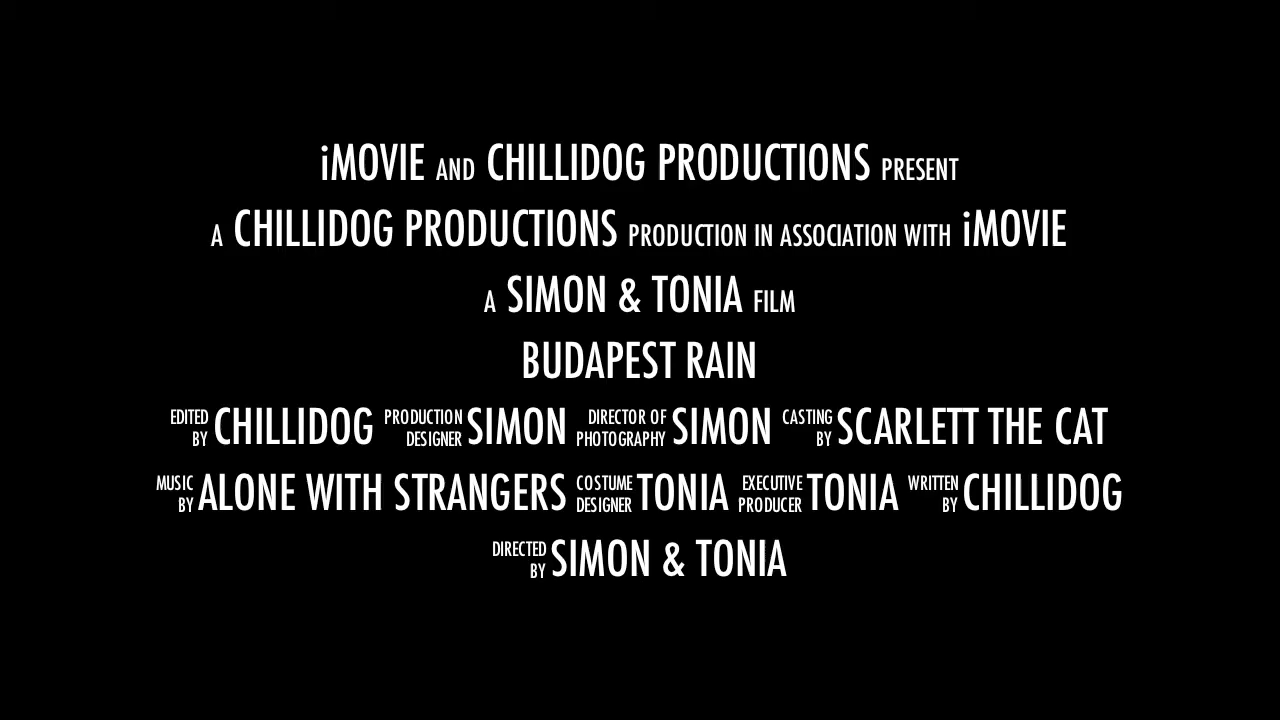 iMOVIE AND CHILLIDOG PRODUCTIONS PRESENT
A CHILLIDOG PRODUCTIONS PRODUCTION IN ASSOCIATION WITH iMOVIE
A SIMON & TONIA FILM
BUDAPEST RAIN
EDITED BY CHILLIDOG PRODUCTION DESIGNER SIMON DIRECTOR OF PHOTOGRAPHY SIMON CASTING BY SCARLETT THE CAT
MUSIC BY ALONE WITH STRANGERS COSTUME DESIGNER TONIA EXECUTIVE PRODUCER TONIA WRITTEN BY CHILLIDOG
DIRECTED BY SIMON & TONIA